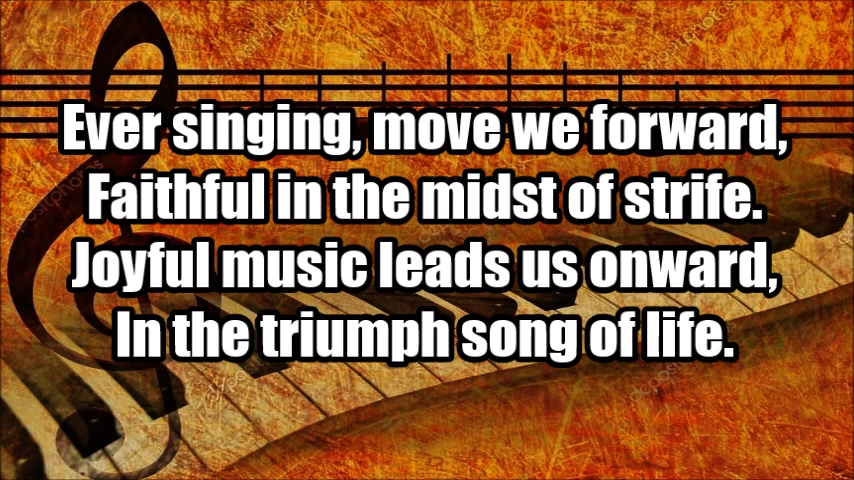 Ever singing, move we forward,
Faithful in the midst of strife.
Joyful music leads us onward,
In the triumph song of life.